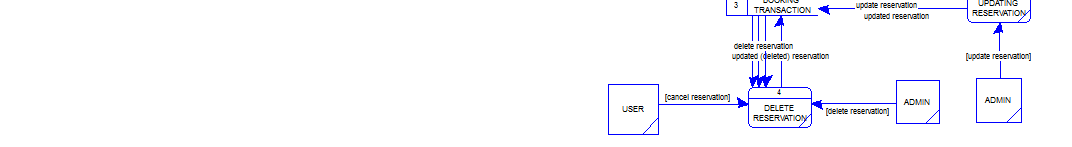 3
BOOKING
TRANSACTION
update reservation
updated reservation
UPDATING
RESERVATION
delete reservation
updated (deleted) reservation
[update reservation]
USER
[cancel reservation]
4
DELETE
RESERVATION
[delete reservation]
ADMIN
ADMIN